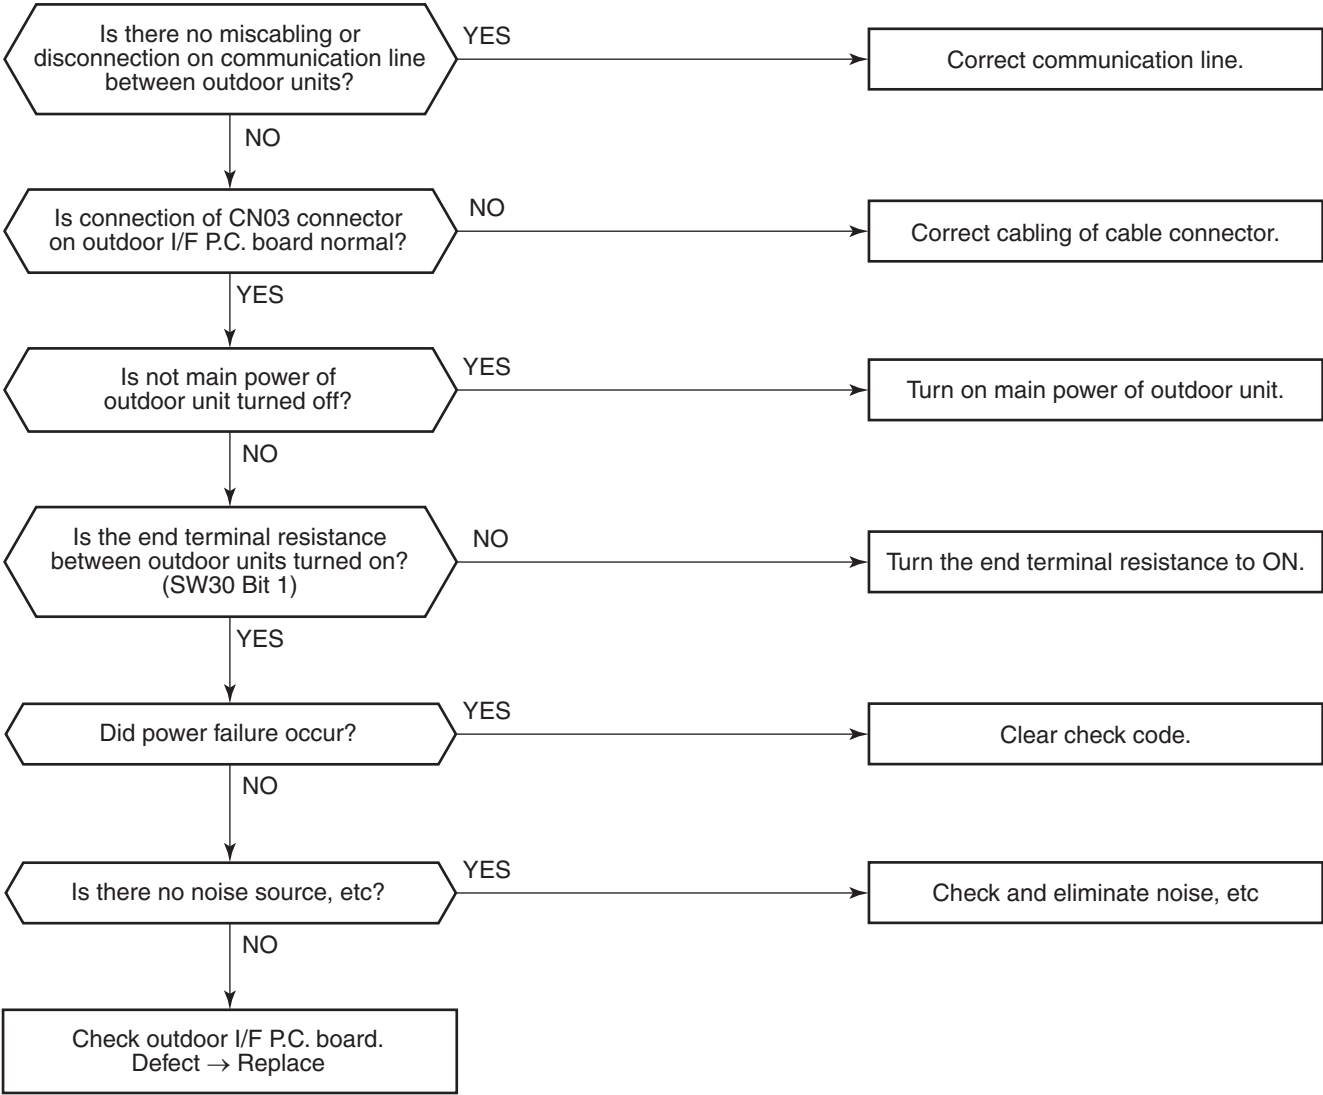 Is there no miscabling or
disconnection on communication line
between outdoor units?
YES
Correct communication line.
NO
Is connection of CN03 connector
on outdoor I/F P.C. board normal?
NO
Correct cabling of cable connector.
YES
Is not main power of
outdoor unit turned off?
YES
Turn on main power of outdoor unit.
NO
Is the end terminal resistance
between outdoor units turned on?
(SW30 Bit 1)
NO
Turn the end terminal resistance to ON.
YES
Did power failure occur?
YES
Clear check code.
NO
Is there no noise source, etc?
YES
Check and eliminate noise, etc
NO
Check outdoor I/F P.C. board.
Defect → Replace